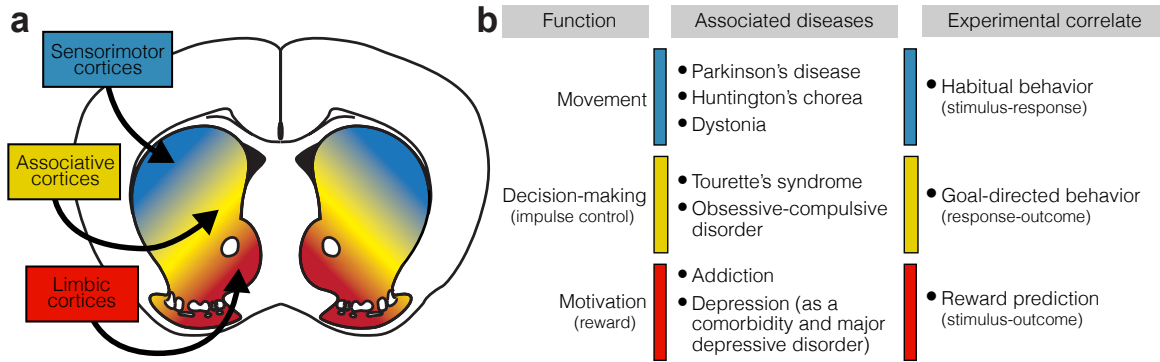 a
Sensorimotor
cortices
Associative
cortices
Limbic
cortices
b
Function
Associated diseases
Experimental correlate
Movement
• Parkinson's disease
• Huntington's chorea
• Dystonia
• Habitual behavior
(stimulus-response)
Decision-making
(impulse control)
• Tourette's syndrome
• Obsessive-compulsive
disorder
• Goal-directed behavior
(response-outcome)
Motivation
(reward)
• Addiction
• Depression (as a
comorbidity and major
depressive disorder)
• Reward prediction
(stimulus-outcome)